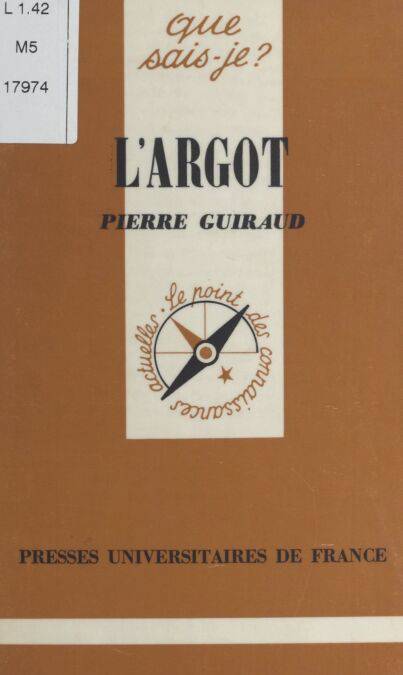 L 1.42
M5
17974
que
sais-je?
L'ARGOT
PIERRE GUIRAUD
Le point des connaissances actuelles •
PRESSES UNIVERSITAIRES DE FRANCE